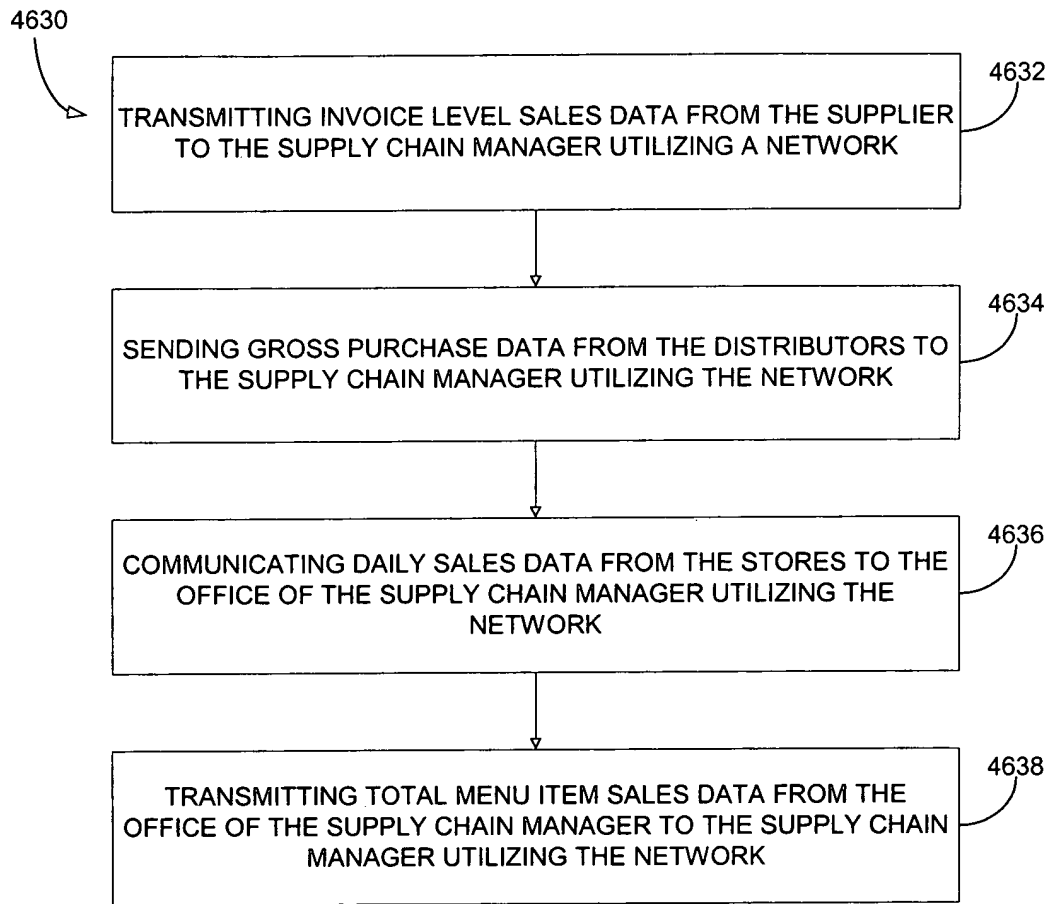 4630
4632
TRANSMITTING INVOICE LEVEL SALES DATA FROM THE SUPPLIER
TO THE SUPPLY CHAIN MANAGER UTILIZING A NETWORK
4634
SENDING GROSS PURCHASE DATA FROM THE DISTRIBUTORS TO
THE SUPPLY CHAIN MANAGER UTILIZING THE NETWORK
4636
COMMUNICATING DAILY SALES DATA FROM THE STORES TO THE
OFFICE OF THE SUPPLY CHAIN MANAGER UTILIZING THE
NETWORK
4638
TRANSMITTING TOTAL MENU ITEM SALES DATA FROM THE
OFFICE OF THE SUPPLY CHAIN MANAGER TO THE SUPPLY CHAIN
MANAGER UTILIZING THE NETWORK